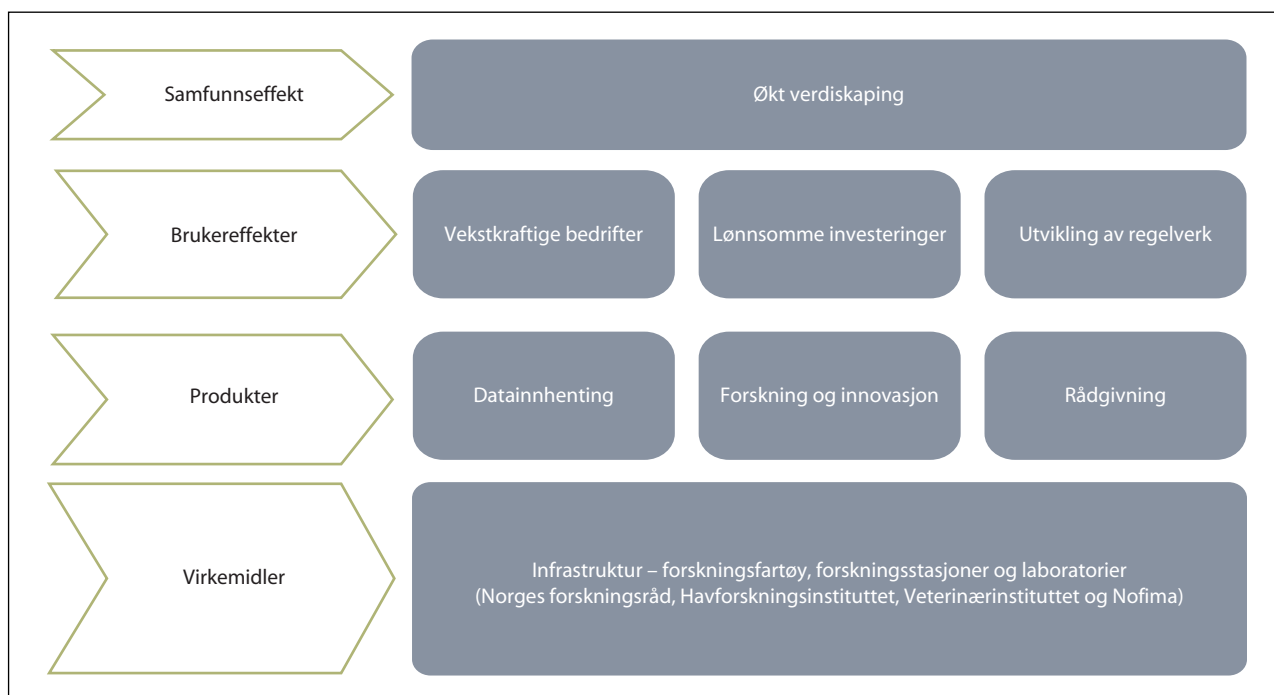 Samfunnseffekt
Økt verdiskaping
Brukereffekter
Vekstkraftige bedrifter
Lønnsomme investeringer
Utvikling av regelverk
Produkter
Datainnhenting
Forskning og innovasjon
Rådgivning
Virkemidler
Infrastruktur – forskningsfartøy, forskningsstasjoner og laboratorier
(Norges forskningsråd, Havforskningsinstituttet, Veterinærinstituttet og Nofima)